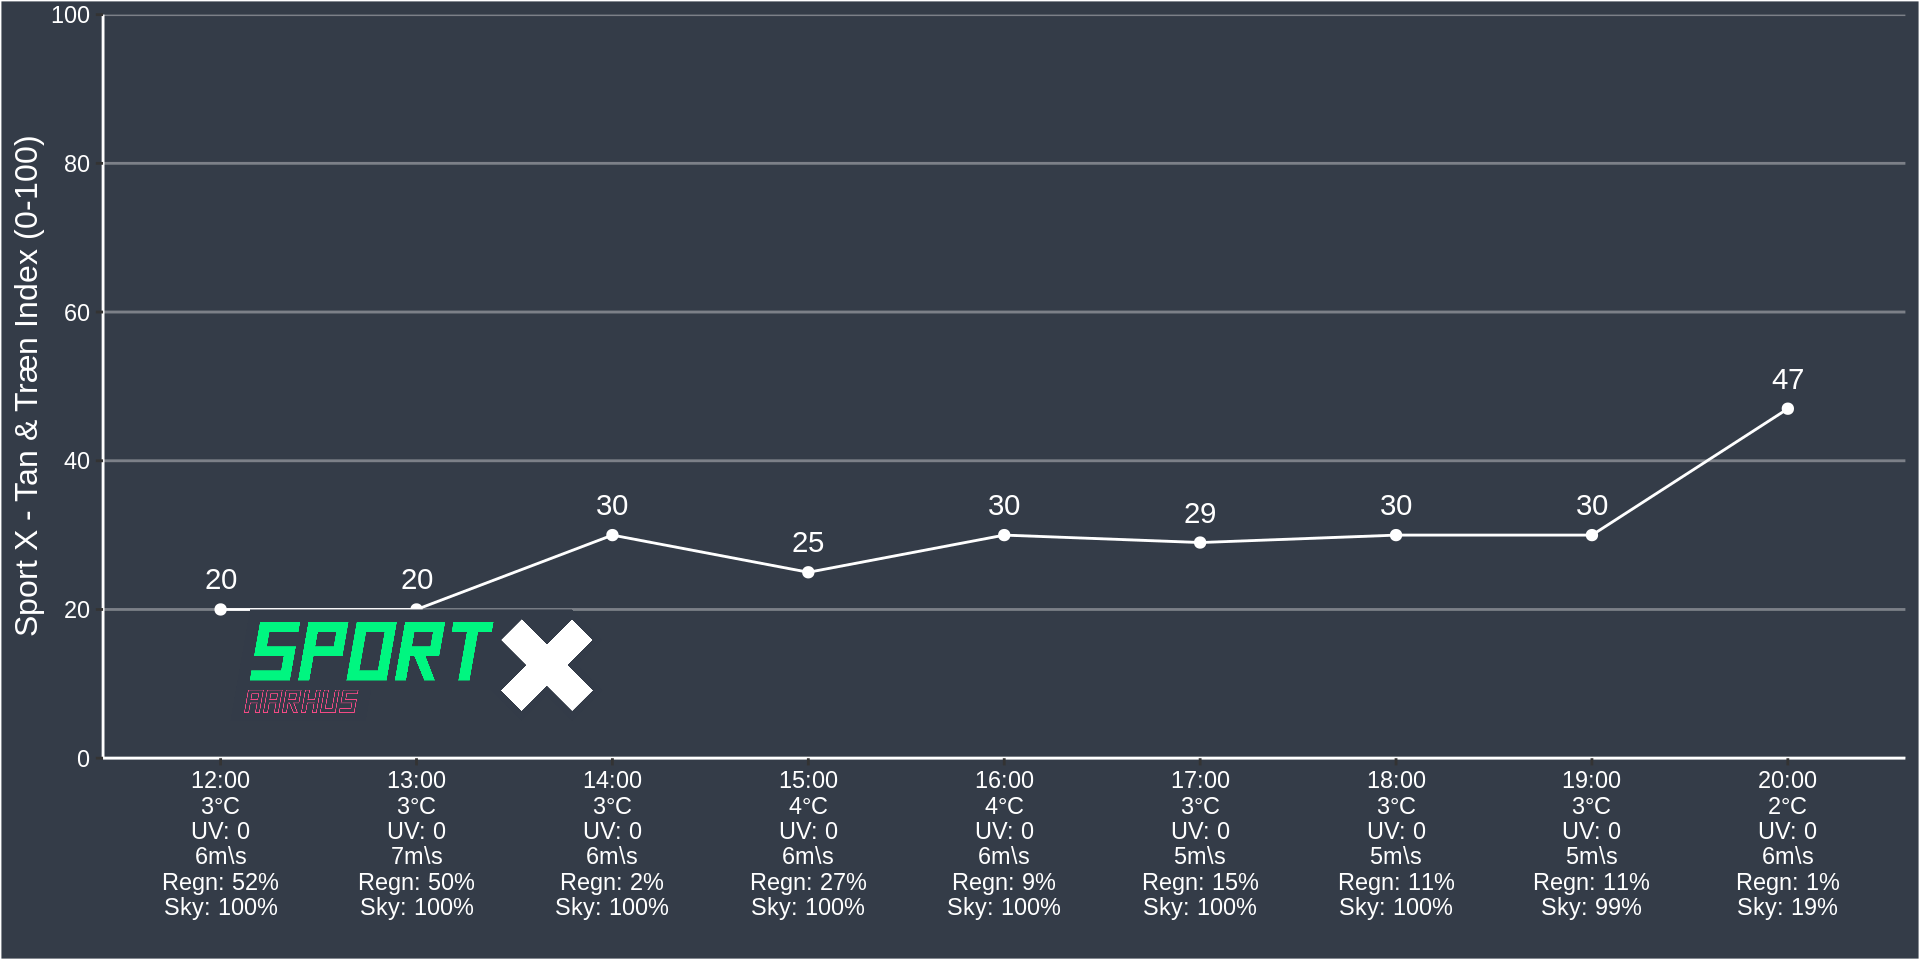 Sport X - Tan & Træn Index (0-100)
100
80
60
40
20
0
20
20
30
25
30
29
30
30
47
SPORT X
AARHUS
12:00 13:00 14:00 15:00 16:00 17:00 18:00 19:00 20:00
3°C 3°C 3°C 4°C 4°C 3°C 3°C 3°C 2°C
UV: 0 UV: 0 UV: 0 UV: 0 UV: 0 UV: 0 UV: 0 UV: 0 UV: 0
6m\s 7m\s 6m\s 6m\s 6m\s 5m\s 5m\s 5m\s 6m\s
Regn: 52% Regn: 50% Regn: 2% Regn: 27% Regn: 9% Regn: 15% Regn: 11% Regn: 11% Regn: 1%
Sky: 100% Sky: 100% Sky: 100% Sky: 100% Sky: 100% Sky: 100% Sky: 100% Sky: 99% Sky: 19%